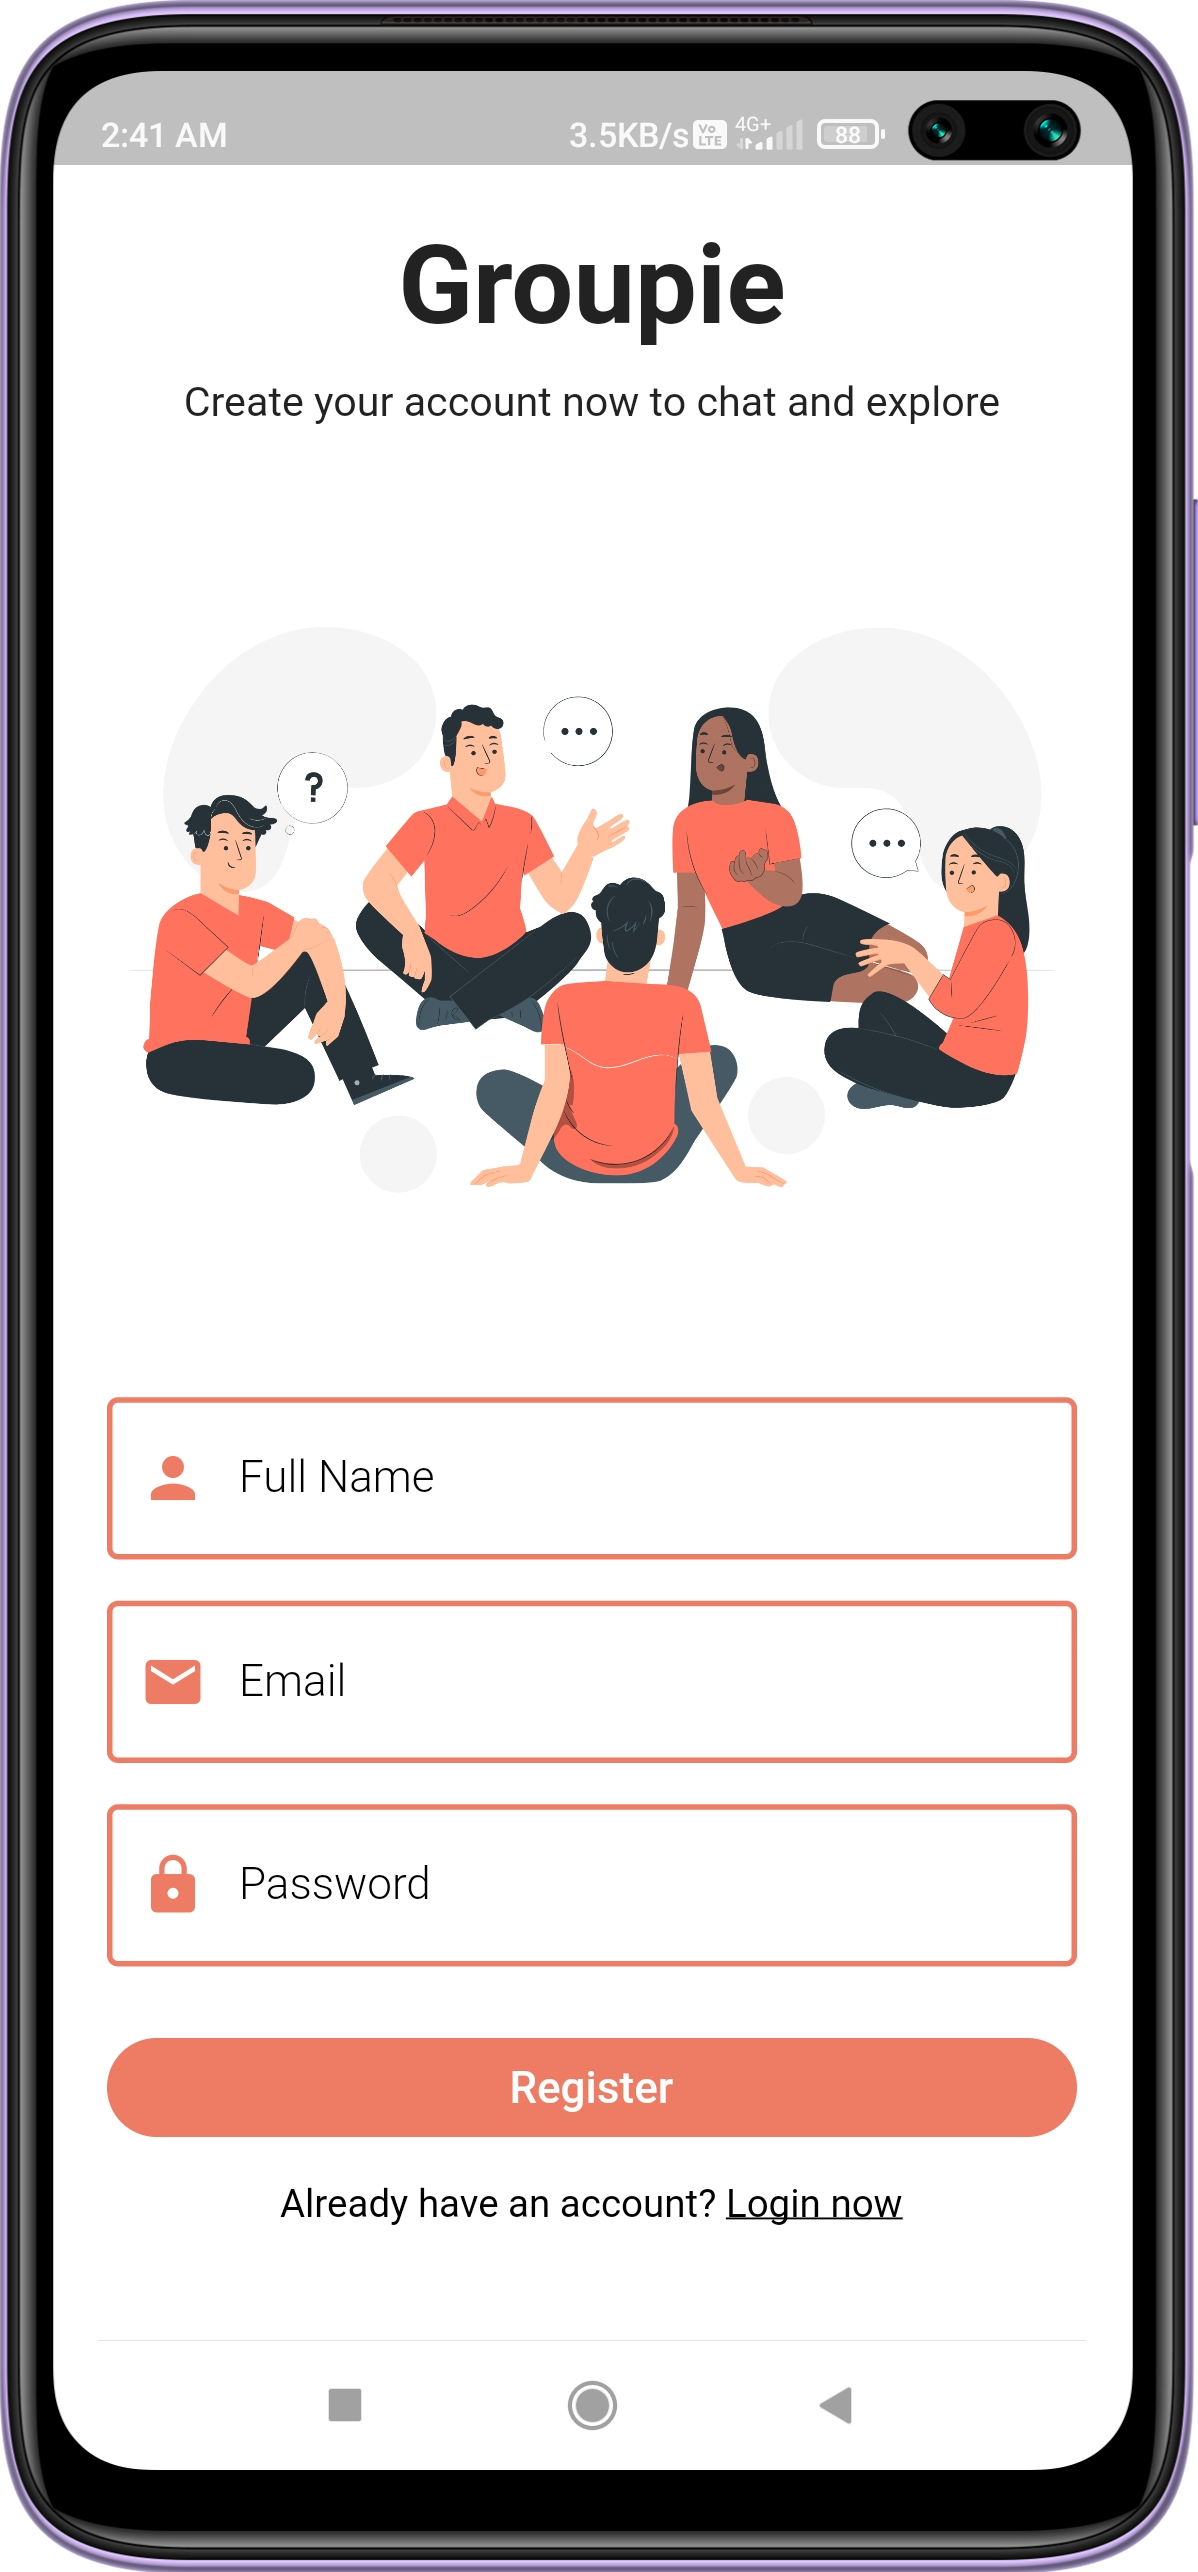 2:41 AM 3.5KB/s Vo LTE 4G+ 88
Groupie
Create your account now to chat and explore
?
Full Name
Email
Password
Register
Already have an account? Login now